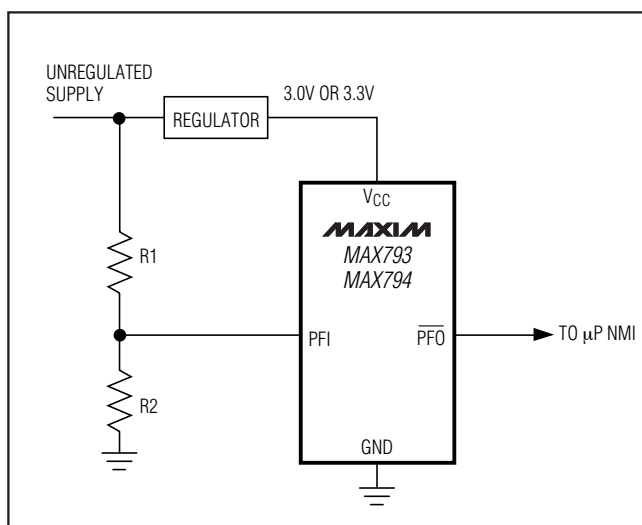 UNREGULATED
SUPPLY
3.0V OR 3.3V
REGULATOR
VCC
MAXIM
MAX793
MAX794
R1
PFI
PFO
TO µP NMI
R2
GND